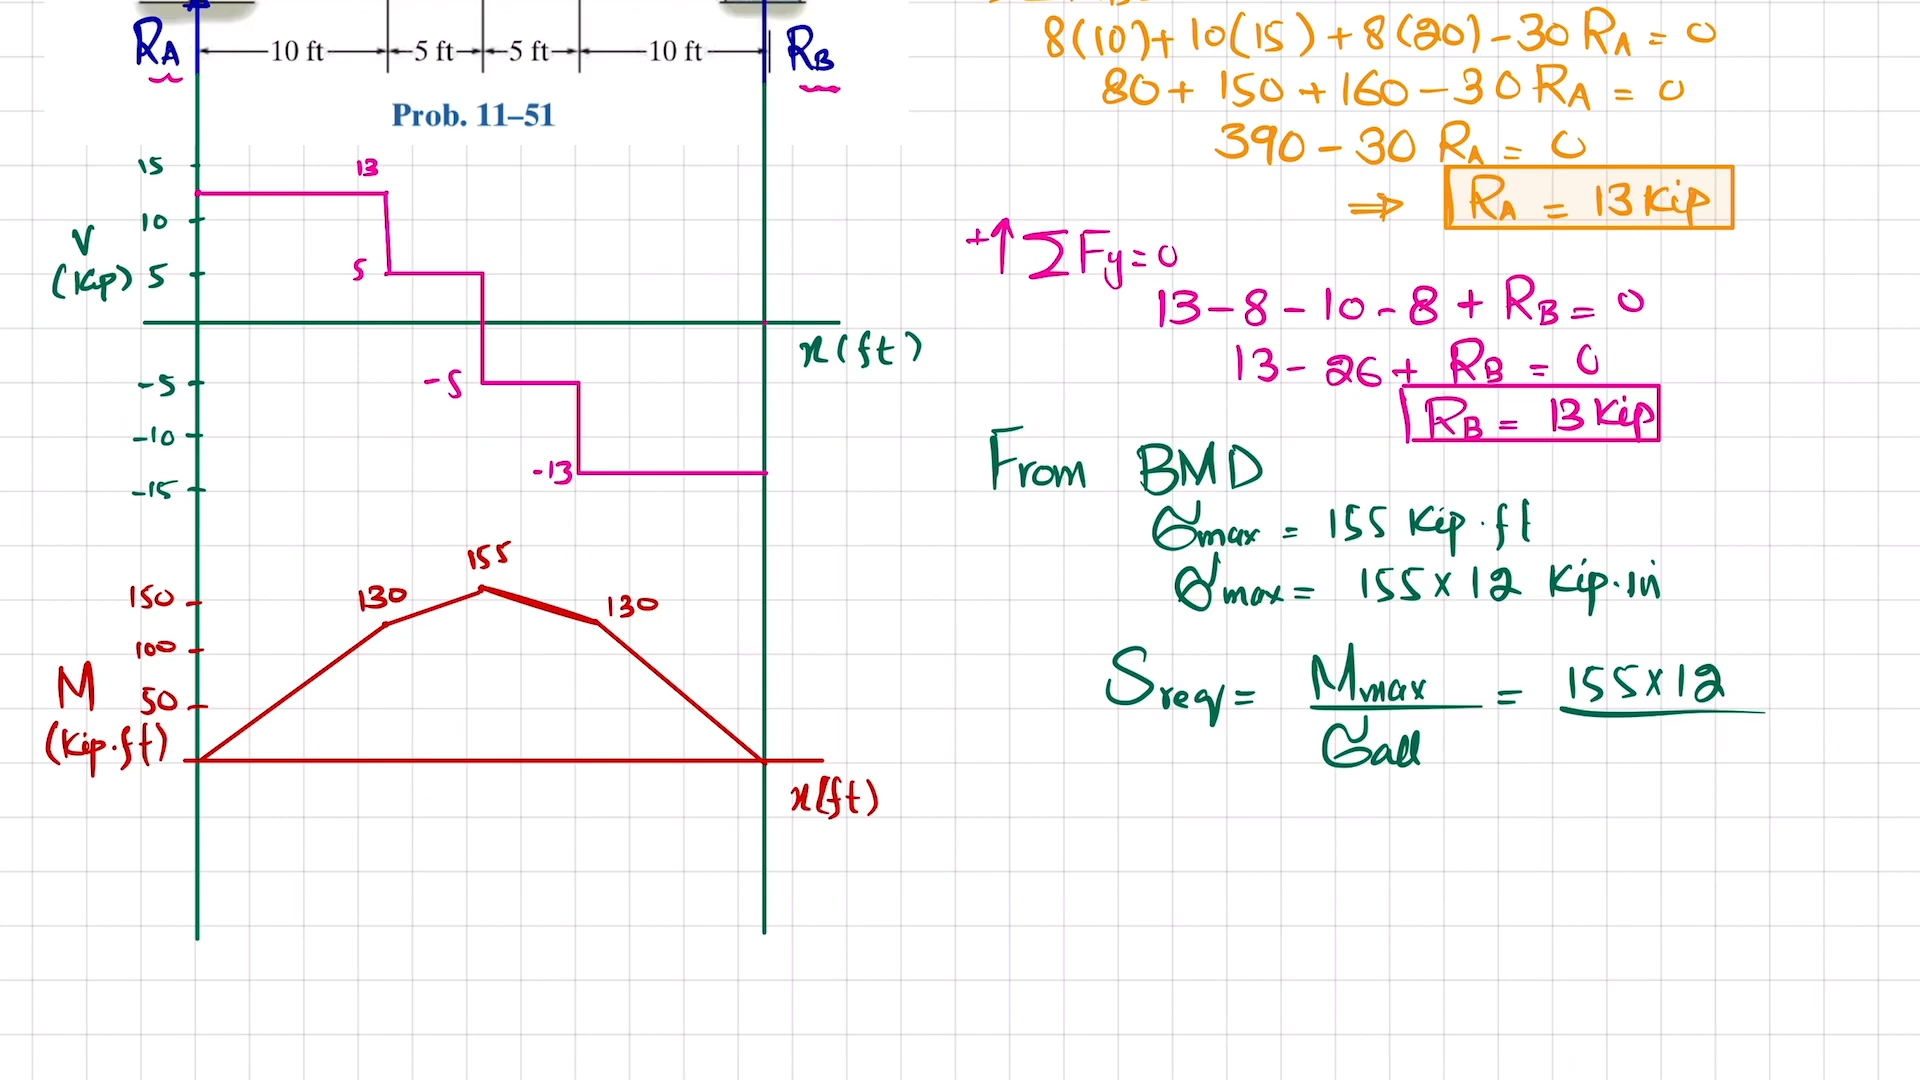 RA 10 ft 5 ft 5 ft 10 ft RB
Prob. 11–51
15
13
10
V
(Kip)
5
5
x(ft)
-5
-5
-10
-13
-15
155
150
130
130
100
M
50
(Kip.ft)
x(ft)
8(10)+ 10(15) + 8(20) - 30 RA = 0
80 + 150 + 160 - 30 RA = 0
390 - 30 RA = 0
⇒ RA = 13 Kip
+↑ ΣFy = 0
13 - 8 - 10 - 8 + RB = 0
13 - 26 + RB = 0
RB = 13 Kip
From BMD
σmax = 155 Kip.ft
σmax = 155 x 12 Kip.in
Sreq = Mmax = 155x12
σall